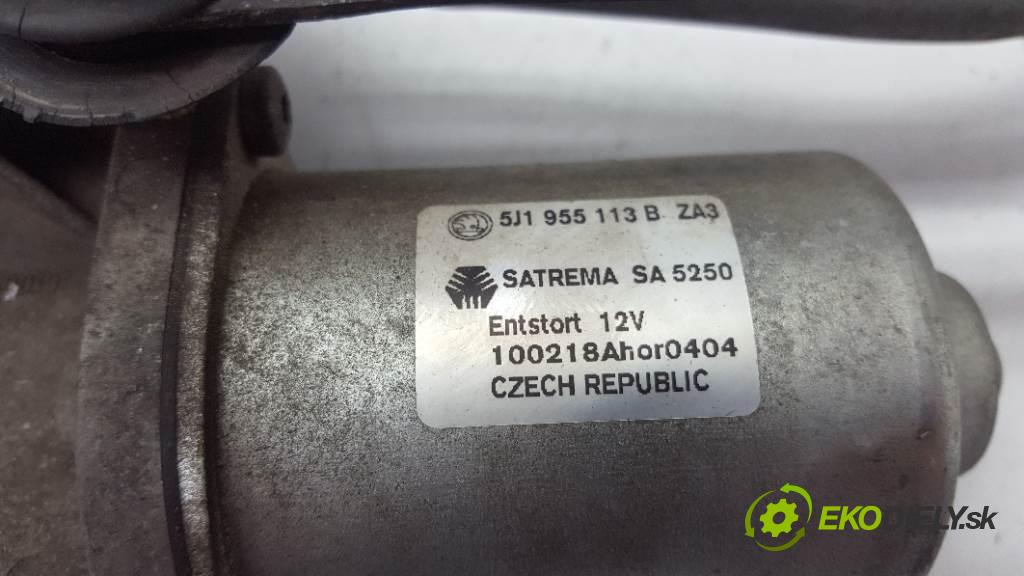 5J1 955 113 B ZA3
SATREMA SA 5250
Entstort 12V
100218Ahor0404
CZECH REPUBLIC
EKODIELY.sk